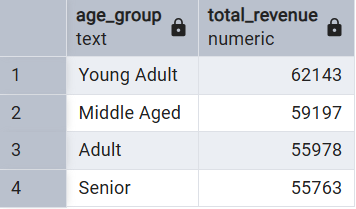 age_group total_revenue
text numeric
1 Young Adult 62143
2 Middle Aged 59197
3 Adult 55978
4 Senior 55763